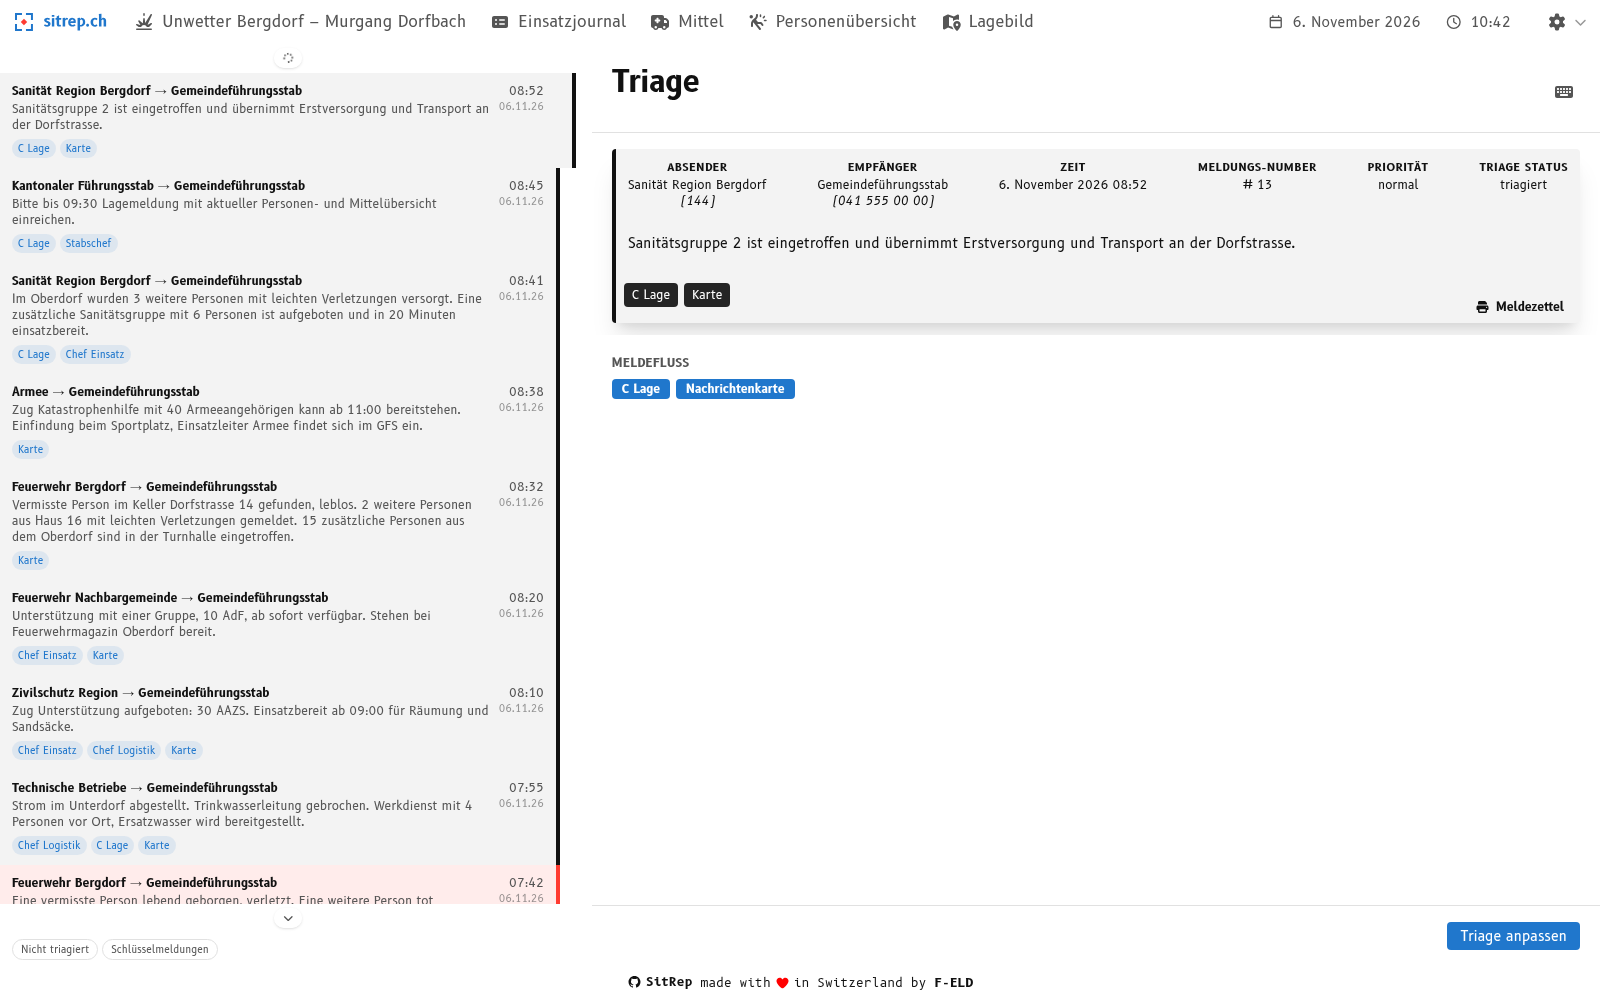 sitrep.ch
Unwetter Bergdorf – Murgang Dorfbach
Einsatzjournal
Mittel
Personenübersicht
Lagebild
6. November 2026
10:42
Sanität Region Bergdorf → Gemeindeführungsstab
08:52
Sanitätsgruppe 2 ist eingetroffen und übernimmt Erstversorgung und Transport an
06.11.26
der Dorfstrasse.
C Lage Karte
Kantonaler Führungsstab → Gemeindeführungsstab
08:45
Bitte bis 09:30 Lagemeldung mit aktueller Personen- und Mittelübersicht
06.11.26
einreichen.
C Lage Stabschef
Sanität Region Bergdorf → Gemeindeführungsstab
08:41
Im Oberdorf wurden 3 weitere Personen mit leichten Verletzungen versorgt. Eine
06.11.26
zusätzliche Sanitätsgruppe mit 6 Personen ist aufgeboten und in 20 Minuten
einsatzbereit.
C Lage Chef Einsatz
Armee → Gemeindeführungsstab
08:38
Zug Katastrophenhilfe mit 40 Armeeangehörigen kann ab 11:00 bereitstehen.
06.11.26
Einfindung beim Sportplatz, Einsatzleiter Armee findet sich im GFS ein.
Karte
Feuerwehr Bergdorf → Gemeindeführungsstab
08:32
Vermisste Person im Keller Dorfstrasse 14 gefunden, leblos. 2 weitere Personen
06.11.26
aus Haus 16 mit leichten Verletzungen gemeldet. 15 zusätzliche Personen aus
dem Oberdorf sind in der Turnhalle eingetroffen.
Karte
Feuerwehr Nachbargemeinde → Gemeindeführungsstab
08:20
Unterstützung mit einer Gruppe, 10 AdF, ab sofort verfügbar. Stehen bei
06.11.26
Feuerwehrmagazin Oberdorf bereit.
Chef Einsatz Karte
Zivilschutz Region → Gemeindeführungsstab
08:10
Zug Unterstützung aufgeboten: 30 AAZS. Einsatzbereit ab 09:00 für Räumung und
06.11.26
Sandsäcke.
Chef Einsatz Chef Logistik Karte
Technische Betriebe → Gemeindeführungsstab
07:55
Strom im Unterdorf abgestellt. Trinkwasserleitung gebrochen. Werkdienst mit 4
06.11.26
Personen vor Ort, Ersatzwasser wird bereitgestellt.
Chef Logistik C Lage Karte
Feuerwehr Bergdorf → Gemeindeführungsstab
07:42
Eine vermisste Person lebend geborgen, verletzt. Eine weitere Person tot
06.11.26
Nicht triagiert Schlüsselmeldungen
Triage
ABSENDER
Sanität Region Bergdorf
[144]
EMPFÄNGER
Gemeindeführungsstab
[041 555 00 00]
ZEIT
6. November 2026 08:52
MELDUNGS-NUMBER
# 13
PRIORITÄT
normal
TRIAGE STATUS
triagiert
Sanitätsgruppe 2 ist eingetroffen und übernimmt Erstversorgung und Transport an der Dorfstrasse.
C Lage Karte
Meldezettel
MELDEFLUSS
C Lage Nachrichtenkarte
Triage anpassen
SitRep made with in Switzerland by F-ELD